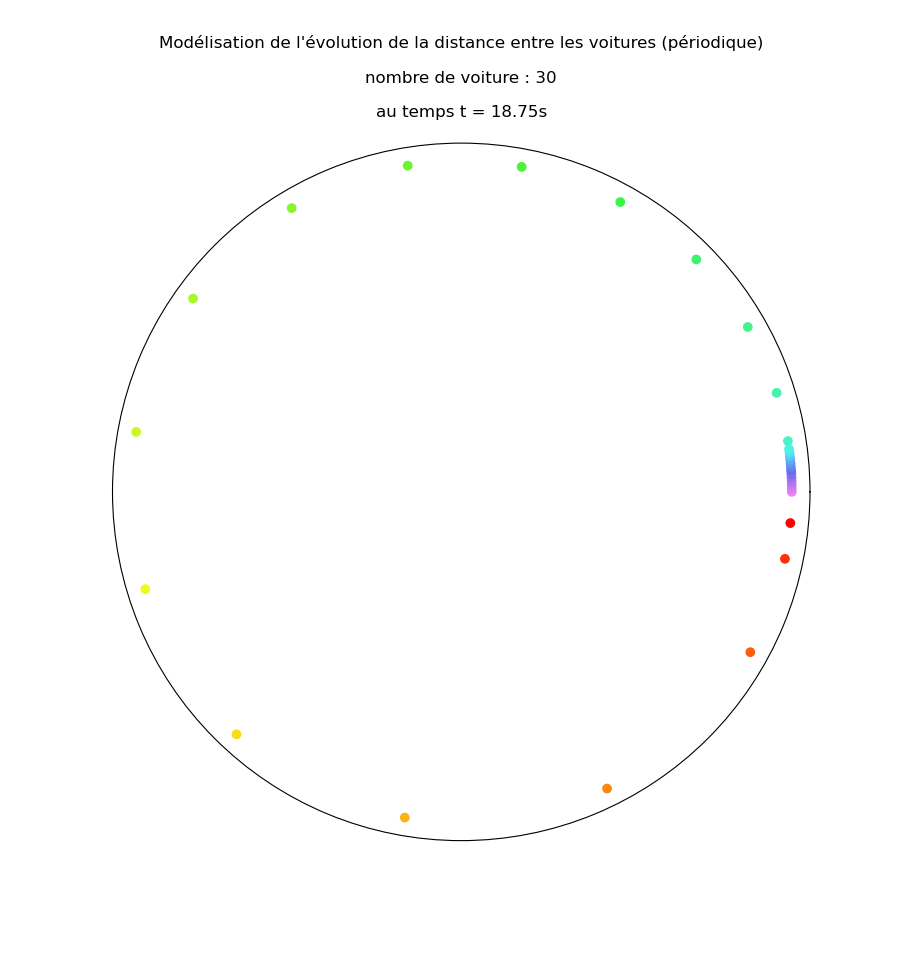 Modélisation de l'évolution de la distance entre les voitures (périodique)
nombre de voiture : 30
au temps t = 18.75s